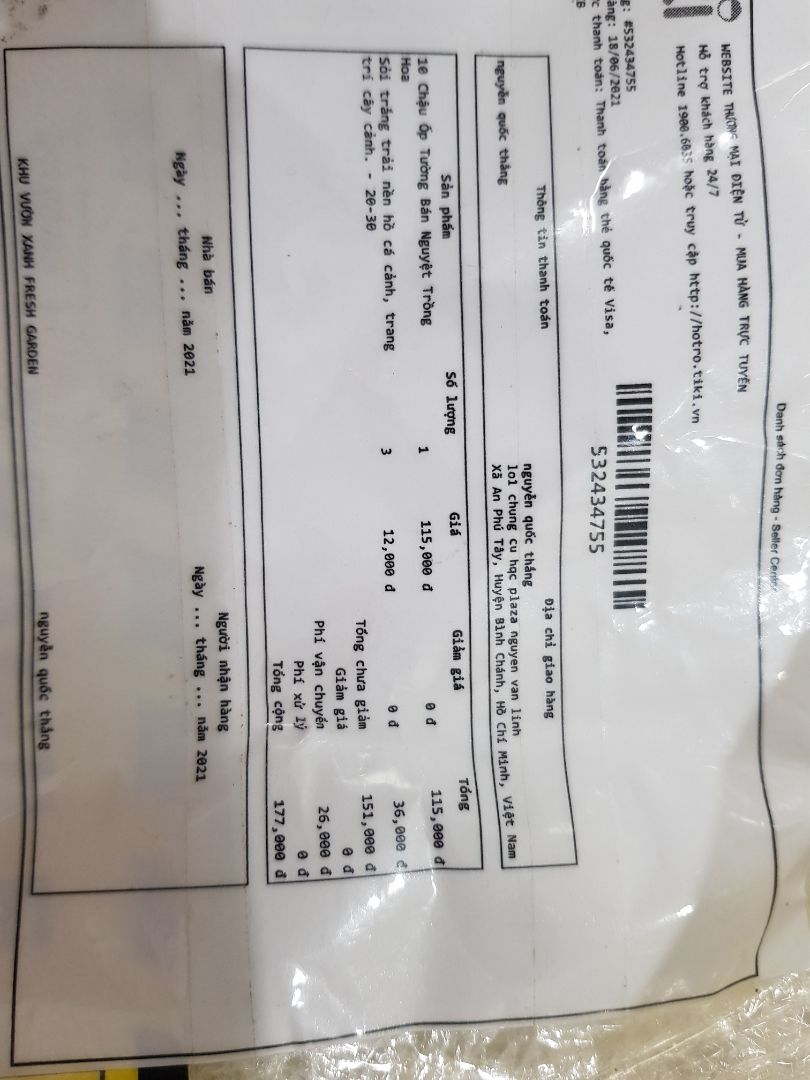 Danh sách đơn hàng - Seller Center
WEBSITE THƯƠNG MẠI ĐIỆN TỬ - MUA HÀNG TRỰC TUYẾN
Hỗ trợ khách hàng 24/7
Hotline 1900.6035 hoặc truy cập http://hotro.tiki.vn
g: #532434755
àng: 18/06/2021
c thanh toán: Thanh toán bằng thẻ quốc tế Visa,
CB
532434755
Thông tin thanh toán Địa chỉ giao hàng
nguyễn quốc thắng nguyễn quốc thắng
lo1 chung cu hqc plaza nguyen van linh
Xã An Phú Tây, Huyện Bình Chánh, Hồ Chí Minh, Việt Nam
Sản phẩm Số lượng Giá Giảm giá Tổng
10 Chậu Ốp Tường Bán Nguyệt Trồng 1 115,000 đ 0 đ 115,000 đ
Hoa
Sỏi trắng trải nền hồ cá cảnh, trang 3 12,000 đ 0 đ 36,000 đ
trí cây cảnh. - 20-30
Tổng chưa giảm 151,000 đ
Giảm giá 0 đ
Phí vận chuyển 26,000 đ
Phí xử lý 0 đ
Tổng cộng 177,000 đ
Nhà bán Người nhận hàng
Ngày ... tháng ... năm 2021 Ngày ... tháng ... năm 2021
KHU VƯỜN XANH FRESH GARDEN nguyễn quốc thắng